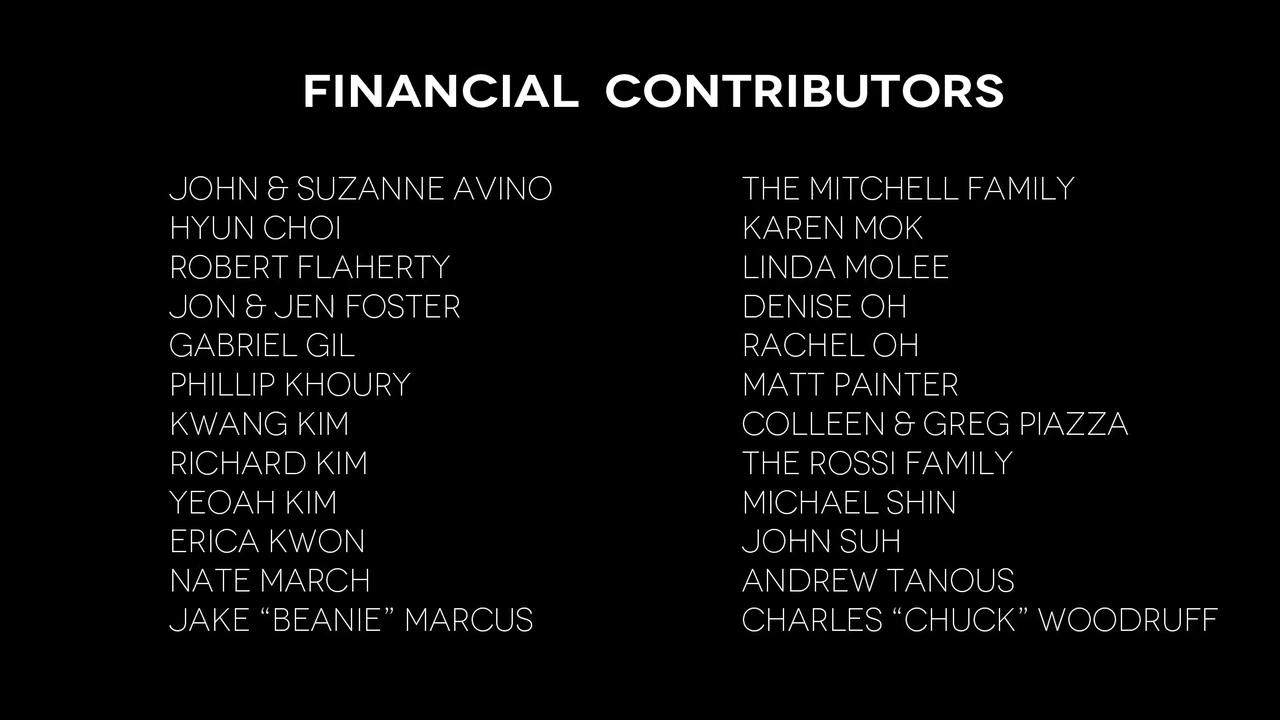 FINANCIAL CONTRIBUTORS
JOHN & SUZANNE AVINO
HYUN CHOI
ROBERT FLAHERTY
JON & JEN FOSTER
GABRIEL GIL
PHILLIP KHOURY
KWANG KIM
RICHARD KIM
YEOAH KIM
ERICA KWON
NATE MARCH
JAKE “BEANIE” MARCUS
THE MITCHELL FAMILY
KAREN MOK
LINDA MOLEE
DENISE OH
RACHEL OH
MATT PAINTER
COLLEEN & GREG PIAZZA
THE ROSSI FAMILY
MICHAEL SHIN
JOHN SUH
ANDREW TANOUS
CHARLES “CHUCK” WOODRUFF